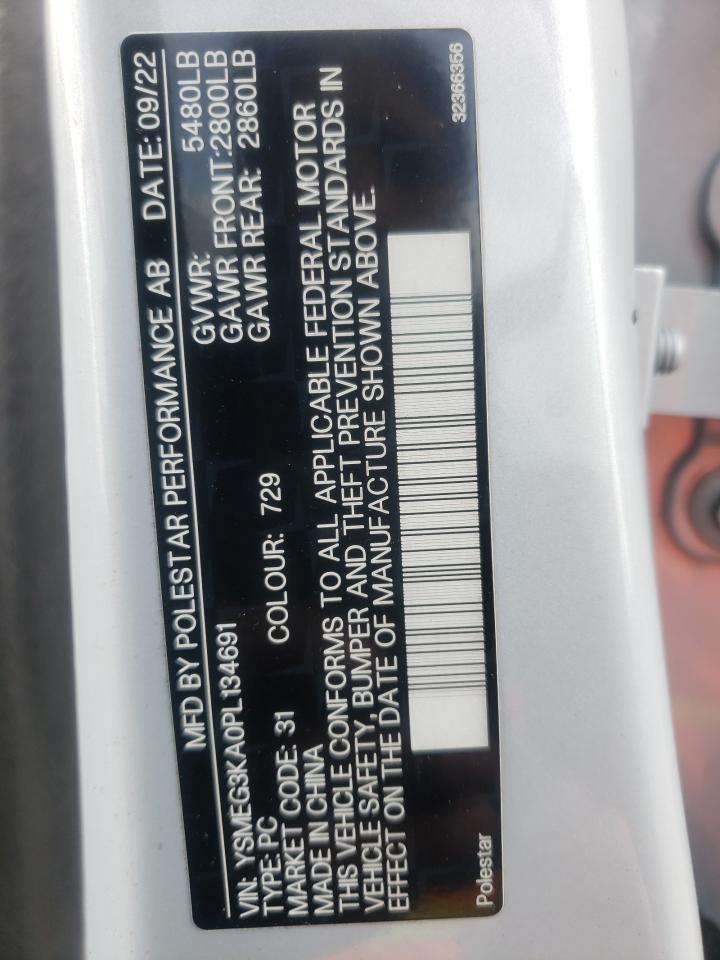 MFD BY POLESTAR PERFORMANCE AB DATE: 09/22
VIN: YSMEG3KA0PL134691 GVWR: 5480LB
TYPE: PC GAWR FRONT:2800LB
MARKET CODE: 31 COLOUR: 729 GAWR REAR: 2860LB
MADE IN CHINA
THIS VEHICLE CONFORMS TO ALL APPLICABLE FEDERAL MOTOR
VEHICLE SAFETY, BUMPER AND THEFT PREVENTION STANDARDS IN
EFFECT ON THE DATE OF MANUFACTURE SHOWN ABOVE.
Polestar 32366356